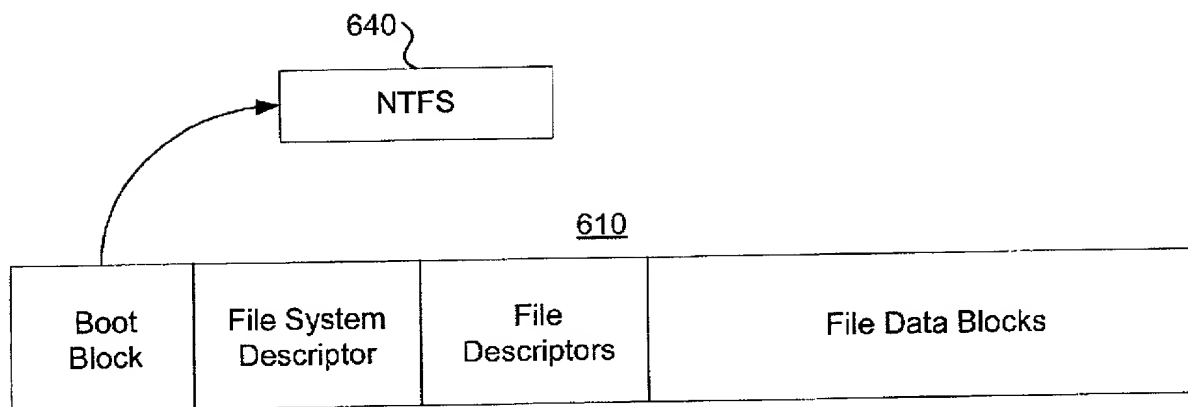 640
NTFS
610
Boot
Block
File System
Descriptor
File
Descriptors
File Data Blocks